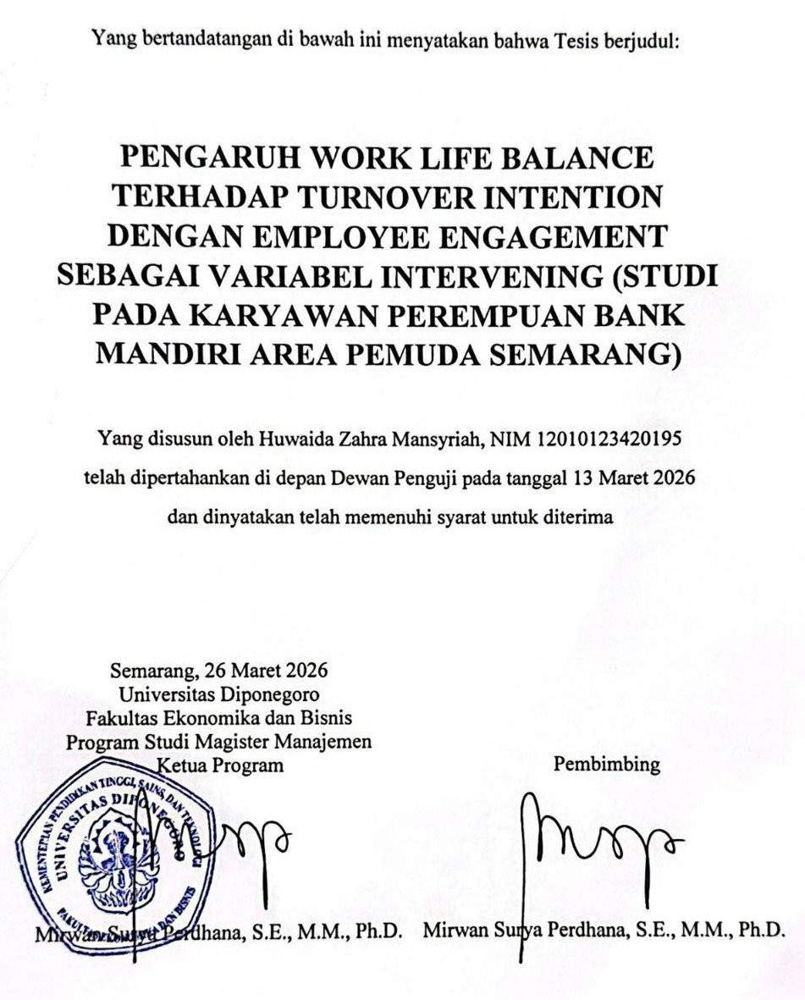 Yang bertandatangan di bawah ini menyatakan bahwa Tesis berjudul:
PENGARUH WORK LIFE BALANCE
TERHADAP TURNOVER INTENTION
DENGAN EMPLOYEE ENGAGEMENT
SEBAGAI VARIABEL INTERVENING (STUDI
PADA KARYAWAN PEREMPUAN BANK
MANDIRI AREA PEMUDA SEMARANG)
Yang disusun oleh Huwaida Zahra Mansyriah, NIM 12010123420195
telah dipertahankan di depan Dewan Penguji pada tanggal 13 Maret 2026
dan dinyatakan telah memenuhi syarat untuk diterima
Semarang, 26 Maret 2026
Universitas Diponegoro
Fakultas Ekonomika dan Bisnis
Program Studi Magister Manajemen
Ketua Program
KEMENTERIAN PENDIDIKAN TINGGI, SAINS, DAN TEKNOLOGI
UNIVERSITAS DIPONEGORO
DAN BISNIS
Mirwan Surya Perdhana, S.E., M.M., Ph.D.
Pembimbing
Mirwan Surya Perdhana, S.E., M.M., Ph.D.